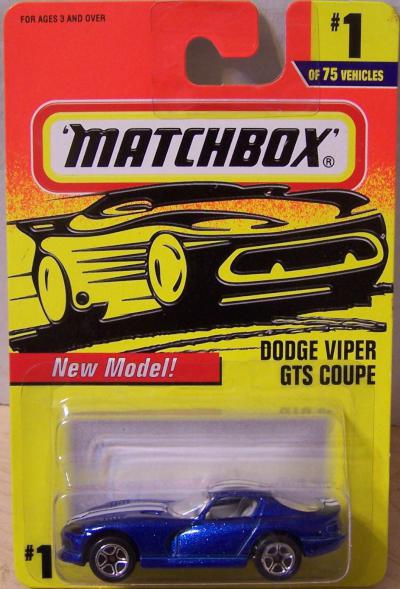 FOR AGES 3 AND OVER
#1
OF 75 VEHICLES
'MATCHBOX'®
New Model!
DODGE VIPER
GTS COUPE
#1